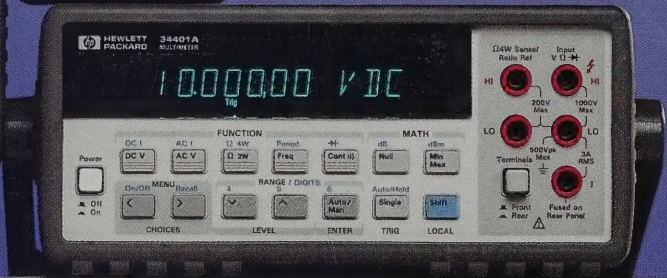 hp HEWLETT PACKARD 34401A MULTIMETER
10.000,00 VDC
Trig
FUNCTION
MATH
DC I AC I Ω 4W Period dB dBm
Power DC V AC V Ω 2W Freq Cont Null Min Max
MENU
RANGE / DIGITS
On/Off Recall 4 5 6 Auto/Hold
< > Auto/ Man Single Shift
Off
On
CHOICES LEVEL ENTER TRIG LOCAL
Ω4W Sense/ Ratio Ref
Input V Ω
HI HI
200V Max
1000V Max
LO LO
500Vpk Max
3A RMS
Terminals
I
Front
Rear
Fused on Rear Panel